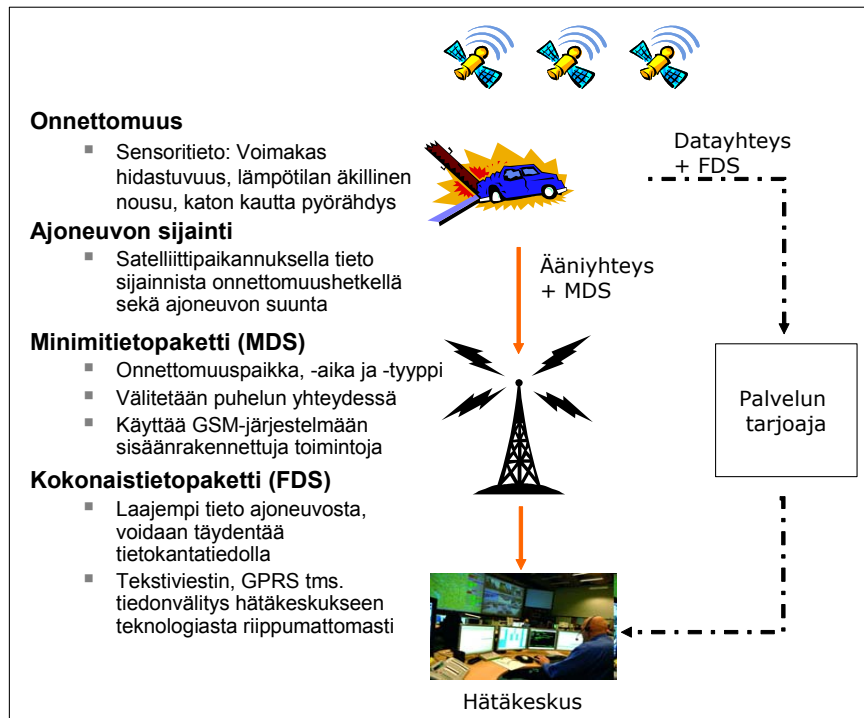 Onnettomuus
▪ Sensoritieto: Voimakas
hidastuvuus, lämpötilan äkillinen
nousu, katon kautta pyörähdys
Ajoneuvon sijainti
▪ Satelliittipaikannuksella tieto
sijainnista onnettomuushetkellä
sekä ajoneuvon suunta
Minimitietopaketti (MDS)
▪ Onnettomuuspaikka, -aika ja -tyyppi
▪ Välitetään puhelun yhteydessä
▪ Käyttää GSM-järjestelmään
sisäänrakennettuja toimintoja
Kokonaistietopaketti (FDS)
▪ Laajempi tieto ajoneuvosta,
voidaan täydentää
tietokantatiedolla
▪ Tekstiviestin, GPRS tms.
tiedonvälitys hätäkeskukseen
teknologiasta riippumattomasti
Datayhteys
+ FDS
Ääniyhteys
+ MDS
Palvelun
tarjoaja
Hätäkeskus